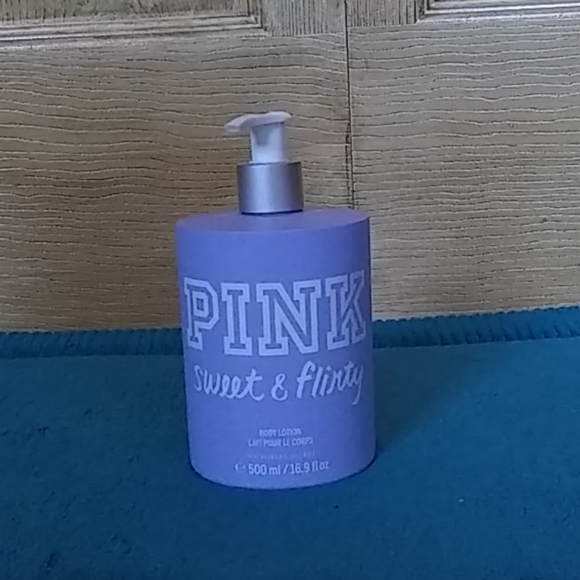 PINK
sweet & flirty
BODY LOTION
LAIT POUR LE CORPS
500 ml / 16.9 fl oz